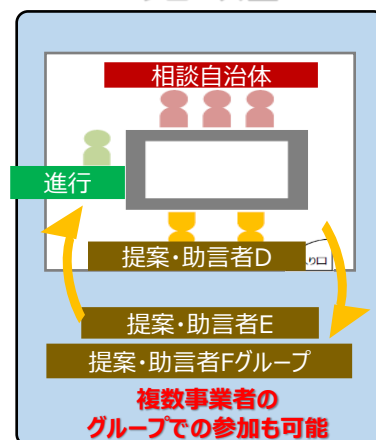 相談自治体
進行
提案・助言者D
り口
提案・助言者E
提案・助言者Fグループ
複数事業者の
グループでの参加も可能